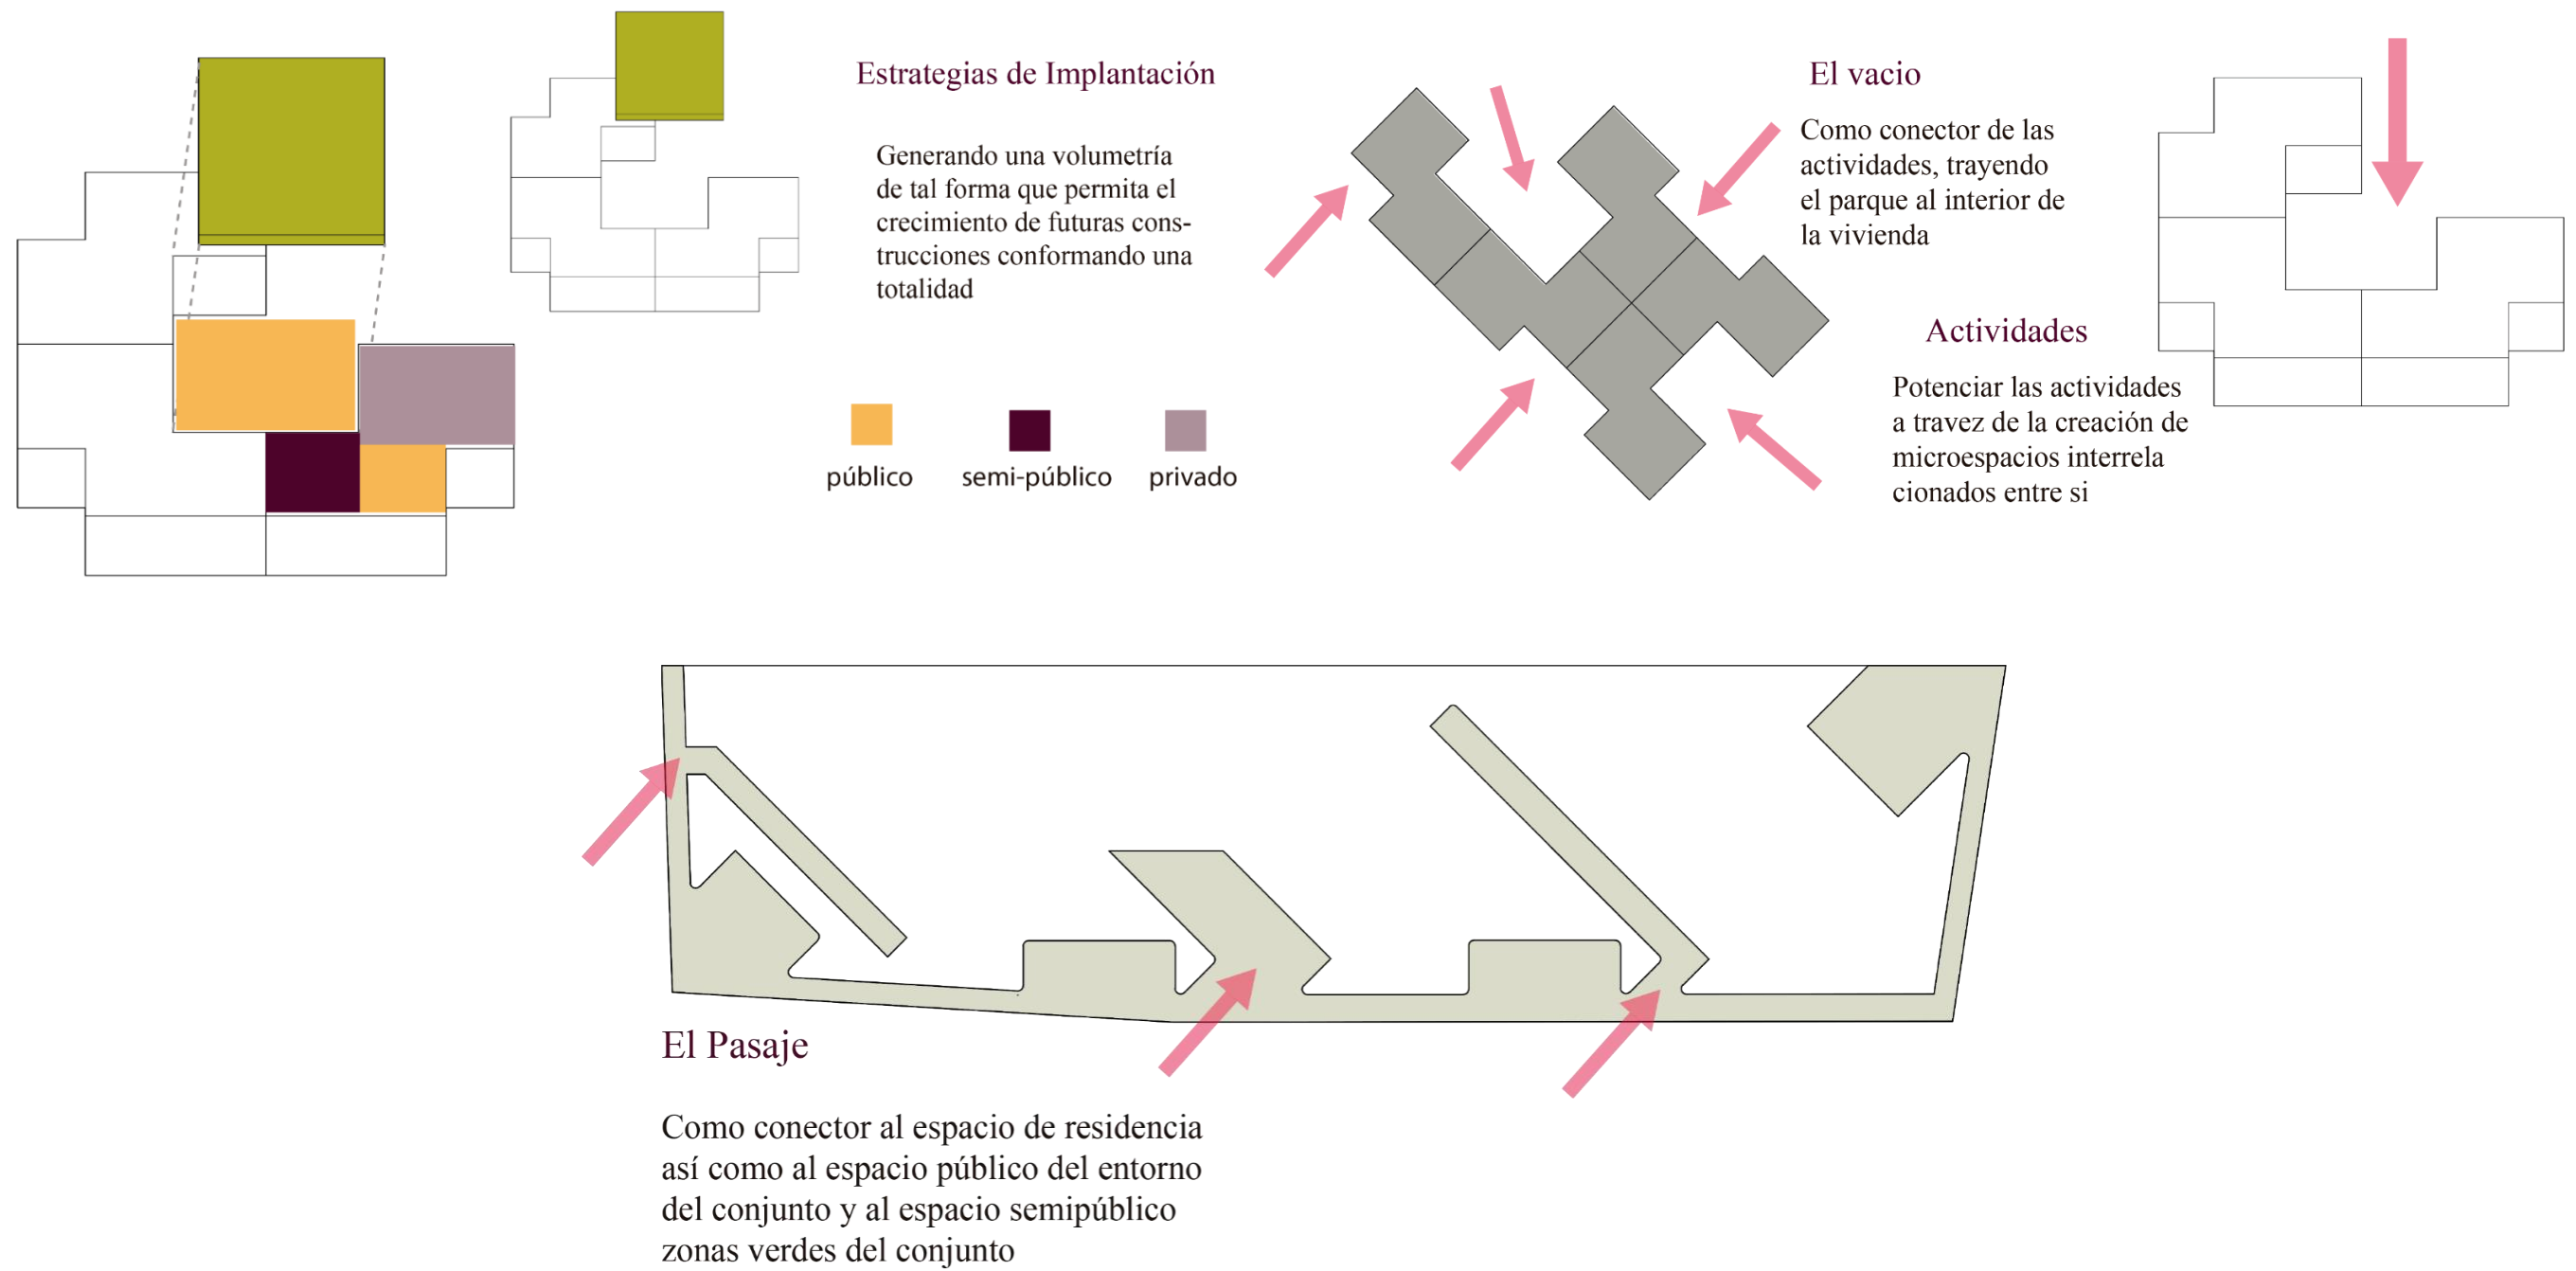 Estrategias de Implantación
Generando una volumetría
de tal forma que permita el
crecimiento de futuras cons-
trucciones conformando una
totalidad
público
semi-público
privado
El vacio
Como conector de las
actividades, trayendo
el parque al interior de
la vivienda
Actividades
Potenciar las actividades
a travez de la creación de
microespacios interrela
cionados entre si
El Pasaje
Como conector al espacio de residencia
así como al espacio público del entorno
del conjunto y al espacio semipúblico
zonas verdes del conjunto